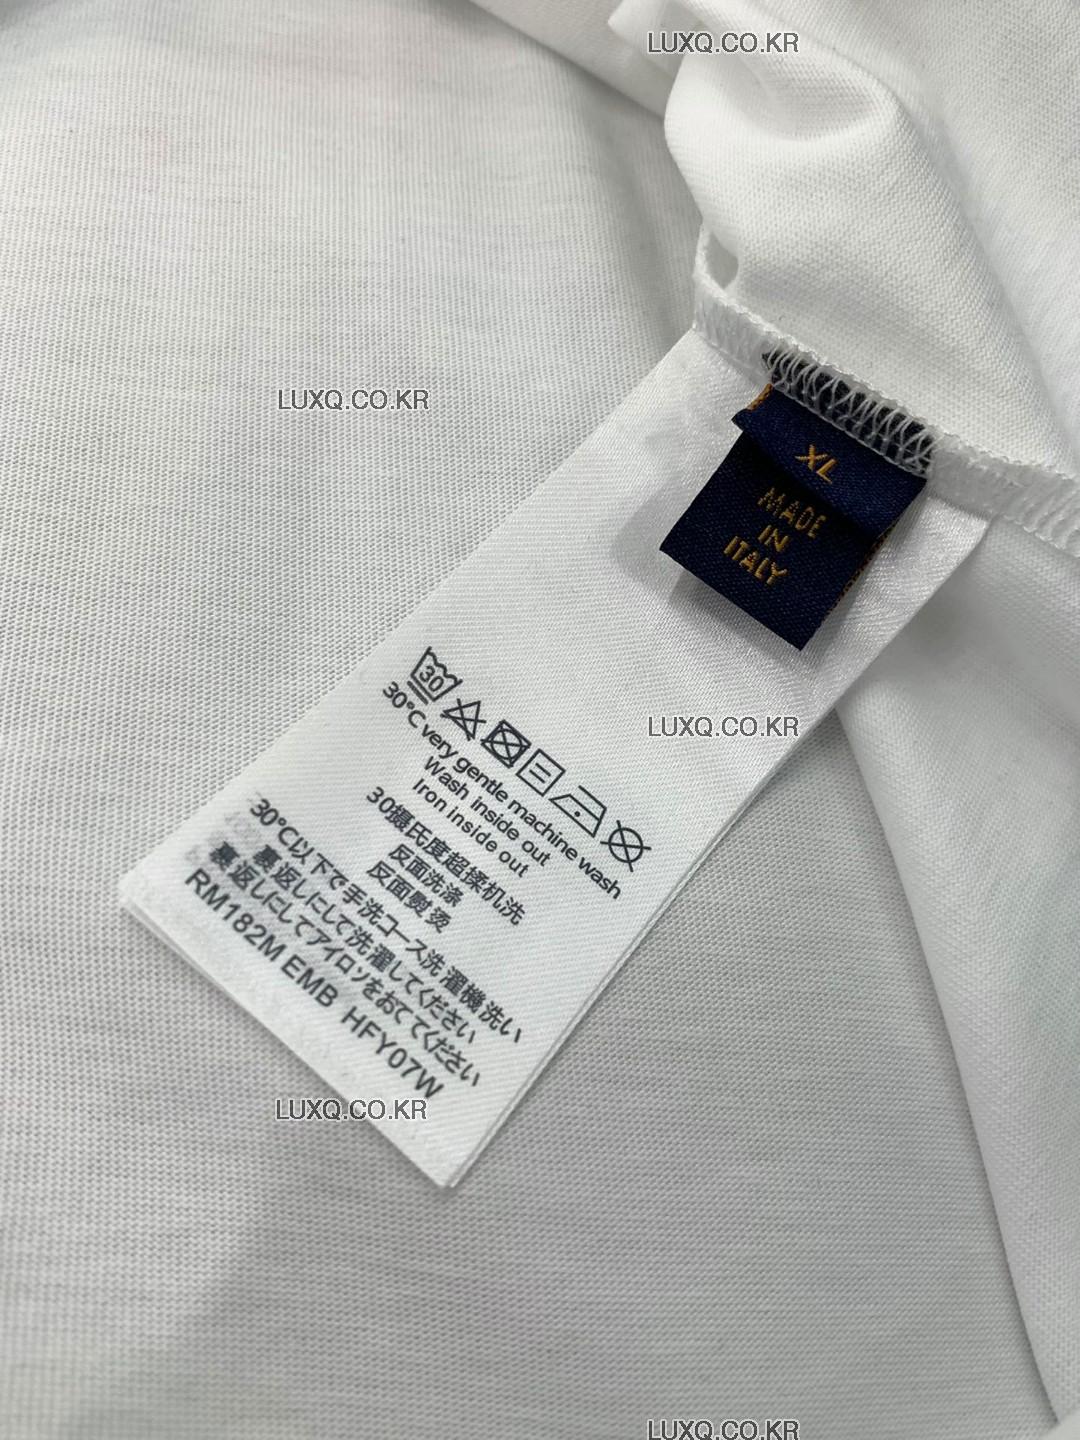 LUXQ.CO.KR
LUXQ.CO.KR
XL
MADE
IN
ITALY
LUXQ.CO.KR
30
30°C very gentle machine wash
Wash inside out
Iron inside out
30摄氏度超揉机洗
反面洗涤
反面熨烫
30°C以下で手洗コース洗濯機洗い
裏返しにして洗濯してください
裏返しにしてアイロンをおててください
RM182M EMB HFY07W
LUXQ.CO.KR
LUXQ.CO.KR